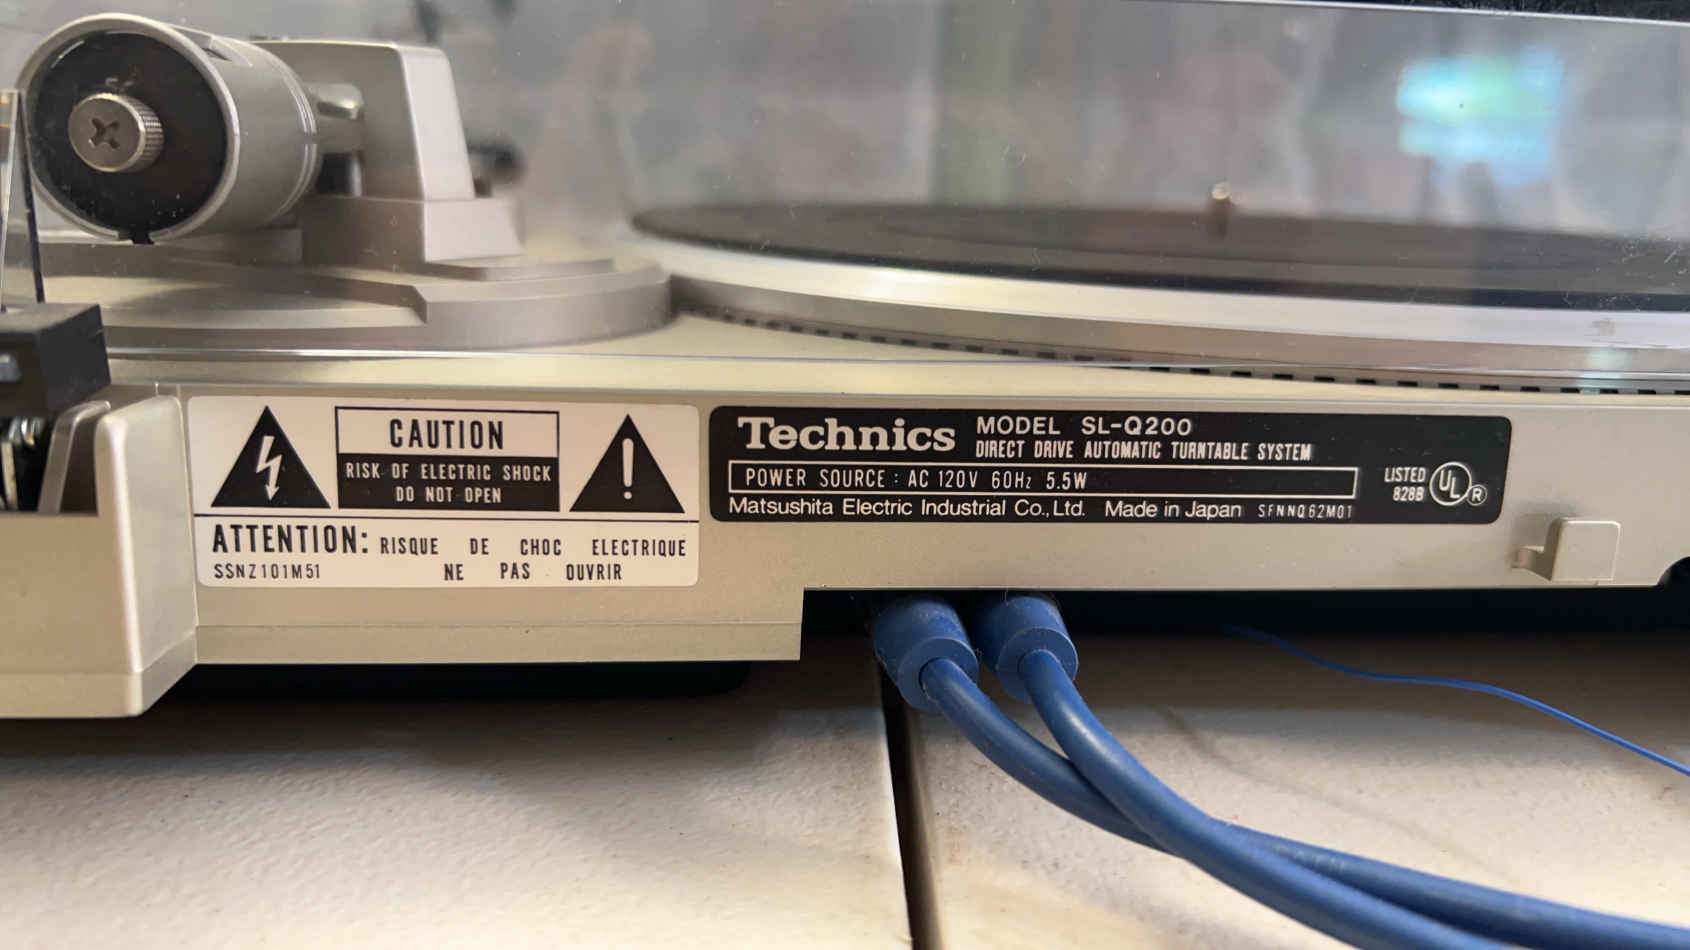 CAUTION
RISK OF ELECTRIC SHOCK
DO NOT OPEN
ATTENTION: RISQUE DE CHOC ELECTRIQUE
SSNZ101M51 NE PAS OUVRIR
Technics MODEL SL-Q200
DIRECT DRIVE AUTOMATIC TURNTABLE SYSTEM
POWER SOURCE : AC 120V 60Hz 5.5W
Matsushita Electric Industrial Co., Ltd. Made in Japan SFNNQ62M01
LISTED
828B UL R